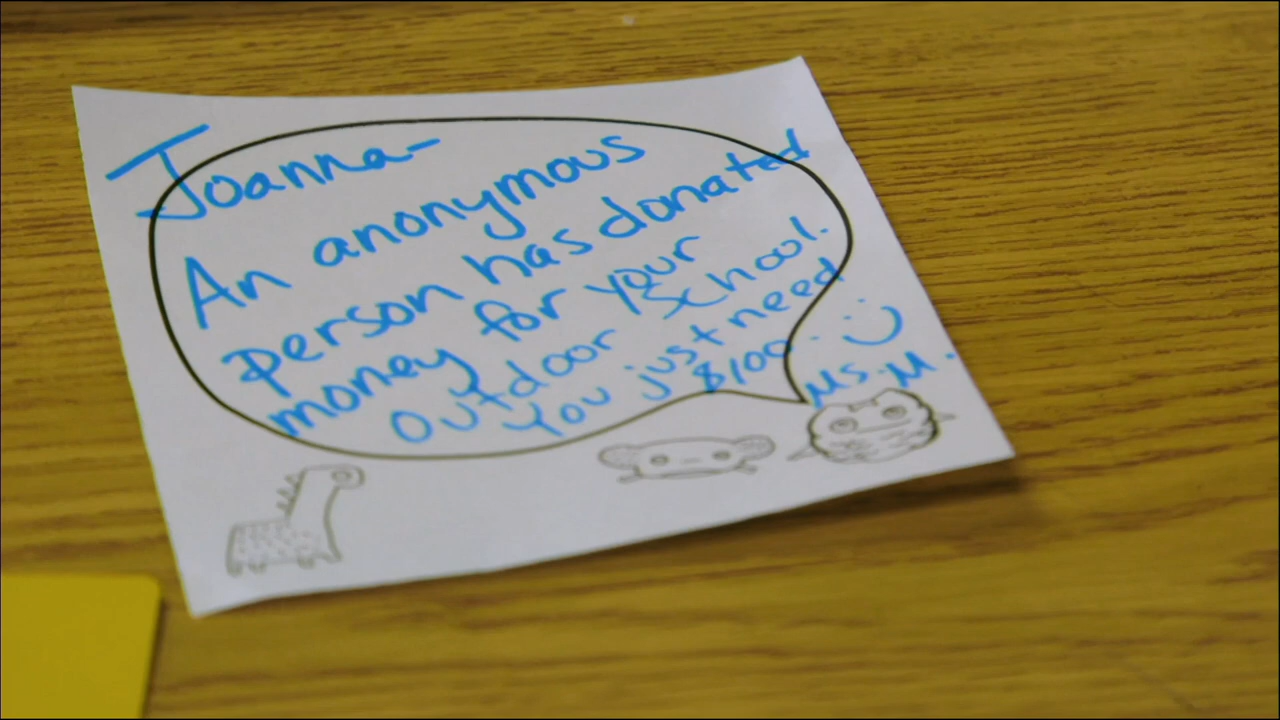 Joanna-
An anonymous
person has donated
money for your
outdoor school.
You just need
$100. :)
Ms. M.